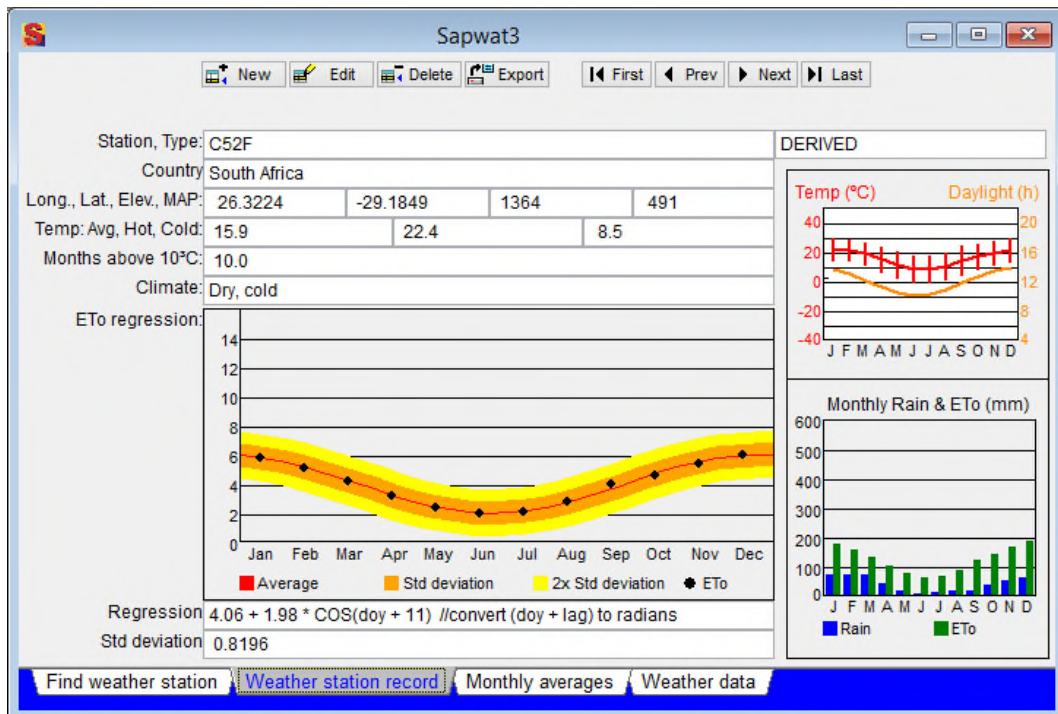 Sapwat3
New Edit Delete Export First Prev Next Last
Station, Type: C52F DERIVED
Country South Africa
Long., Lat., Elev., MAP: 26.3224 -29.1849 1364 491
Temp: Avg, Hot, Cold: 15.9 22.4 8.5
Months above 10³C: 10.0
Climate: Dry, cold
ETo regression:
14
12
10
8
6
4
2
0
Jan Feb Mar Apr May Jun Jul Aug Sep Oct Nov Dec
Average Std deviation 2x Std deviation ETo
Regression 4.06 + 1.98 * COS(doy + 11) //convert (doy + lag) to radians
Std deviation 0.8196
Temp (ºC) Daylight (h)
40 20
20 16
0 12
-20 8
-40 4
J F M A M J J A S O N D
Monthly Rain & ETo (mm)
600
500
400
300
200
100
0
J F M A M J J A S O N D
Rain ETo
Find weather station Weather station record Monthly averages Weather data